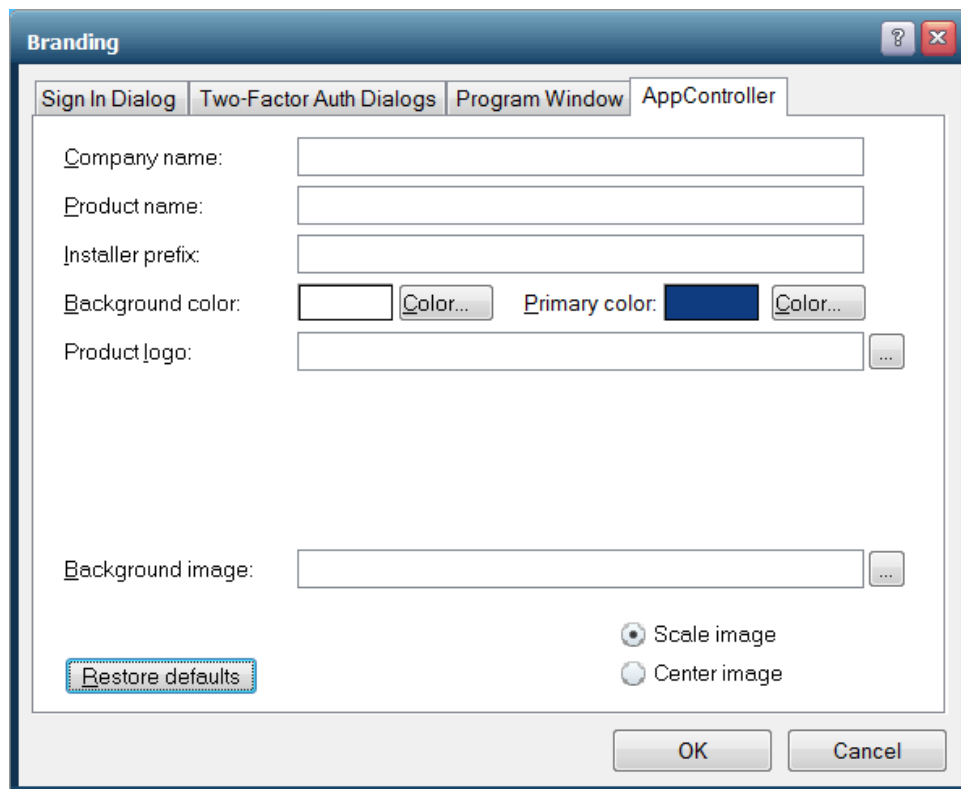 Branding
?
Sign In Dialog Two-Factor Auth Dialogs Program Window AppController
Company name:
Product name:
Installer prefix:
Background color: Color... Primary color: Color...
Product logo: ...
Background image: ...
Scale image
Restore defaults Center image
OK Cancel